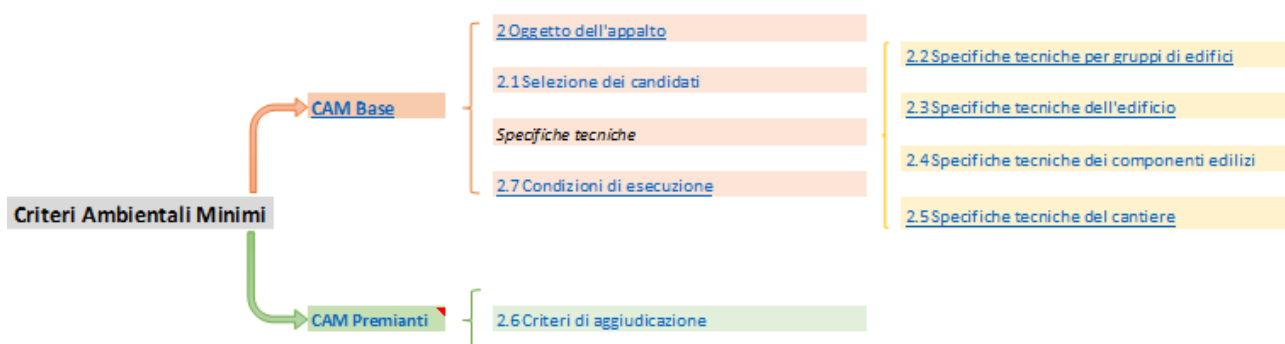 Criteri Ambientali Minimi
CAM Base
2 Oggetto dell'appalto
2.1 Selezione dei candidati
Specifiche tecniche
2.2 Specifiche tecniche per gruppi di edifici
2.3 Specifiche tecniche dell'edificio
2.4 Specifiche tecniche dei componenti edilizi
2.5 Specifiche tecniche del cantiere
2.7 Condizioni di esecuzione
CAM Premianti
2.6 Criteri di aggiudicazione